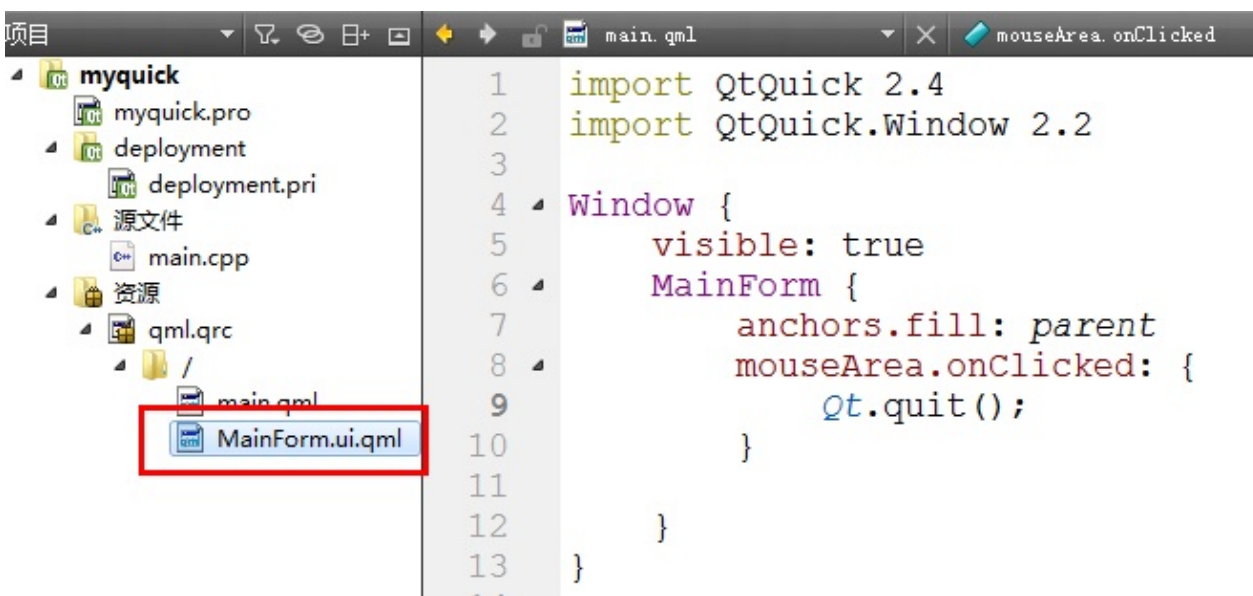 项目
main.qml
mouseArea.onClicked
myquick
myquick.pro
deployment
deployment.pri
源文件
main.cpp
资源
qml.qrc
/
main.qml
MainForm.ui.qml
1 import QtQuick 2.4
2 import QtQuick.Window 2.2
3
4 Window {
5 visible: true
6 MainForm {
7 anchors.fill: parent
8 mouseArea.onClicked: {
9 Qt.quit();
10 }
11
12 }
13 }